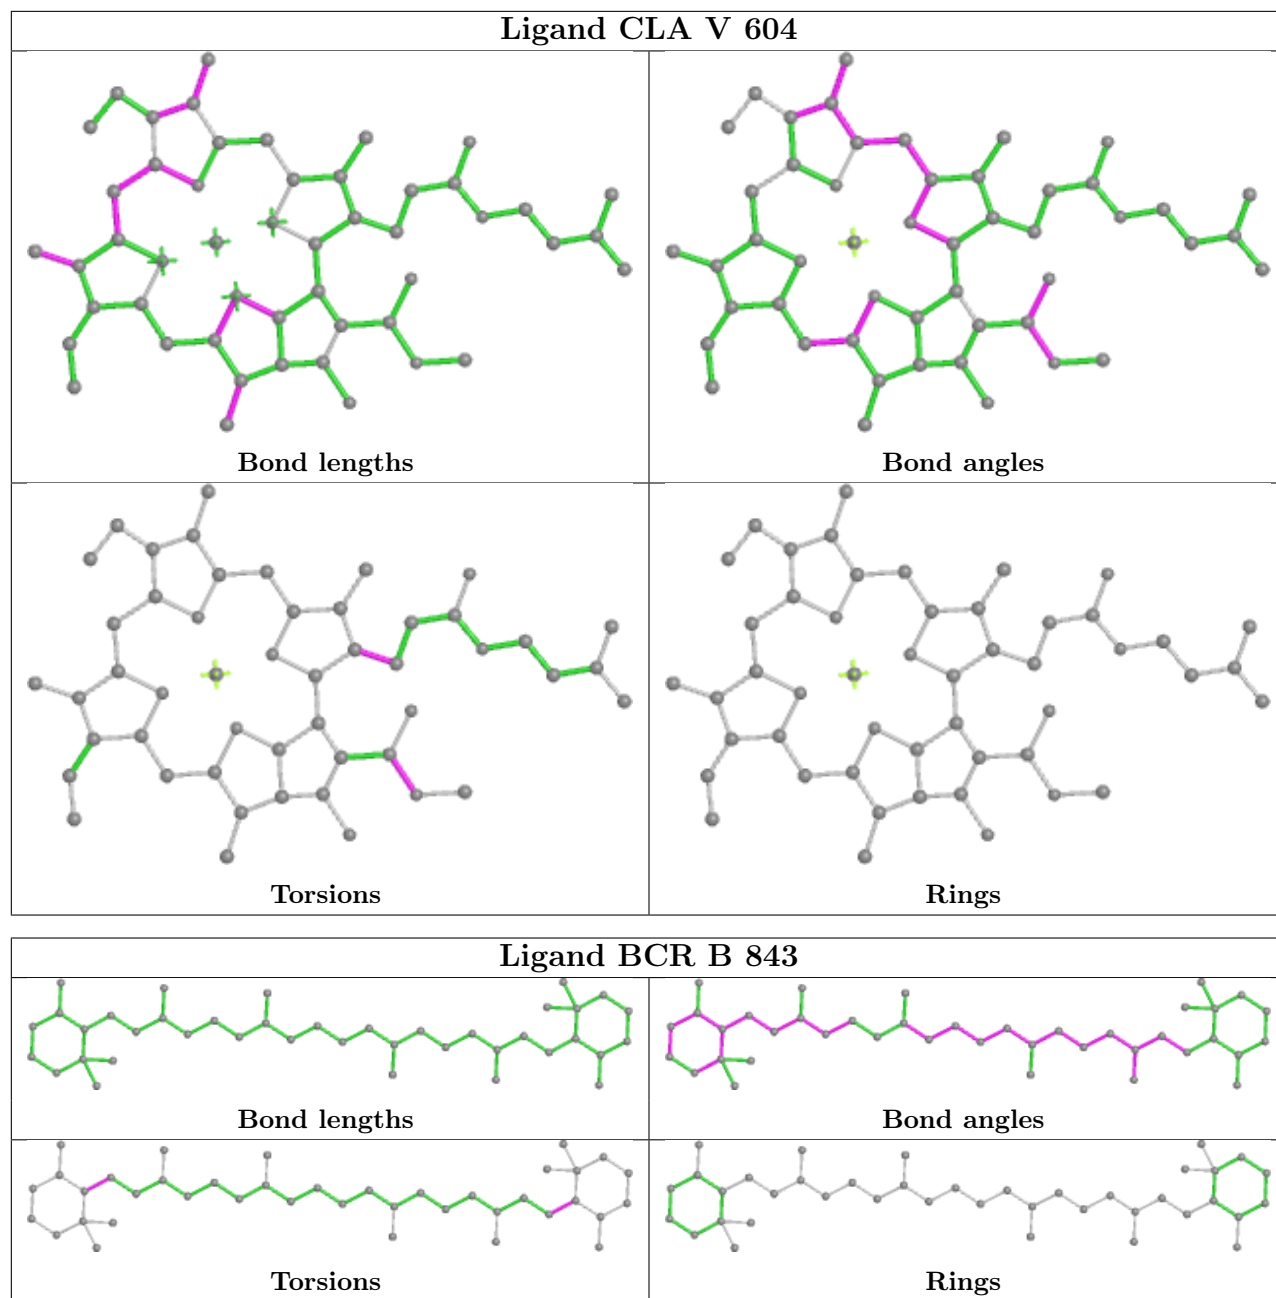 Ligand CLA V 604
Bond lengths
Bond angles
Torsions
Rings
Ligand BCR B 843
Bond lengths
Bond angles
Torsions
Rings